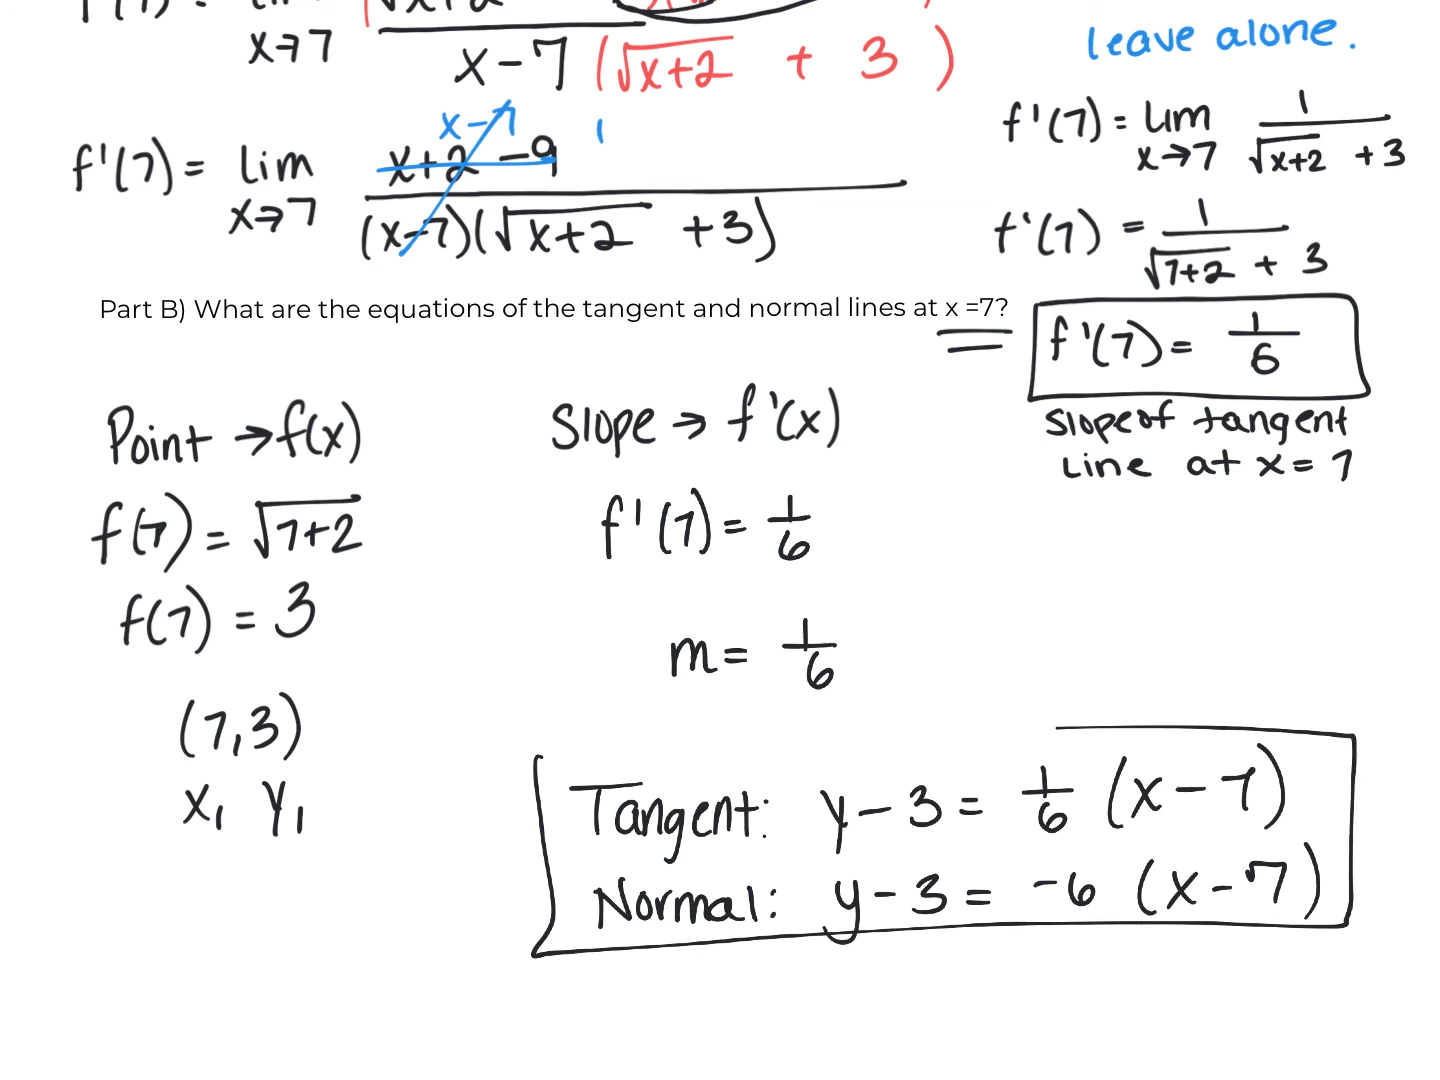 x→7
x-7 (√x+2 + 3 )
leave alone.
x-7 1
f'(7) = lim x+2 -9
x→7 (x-7)(√x+2 +3)
f'(7) = lim 1
x→7 √x+2 +3
f'(7) = 1
√7+2 + 3
Part B) What are the equations of the tangent and normal lines at x =7?
f'(7) = 1/6
Slope of tangent
Line at x = 7
Point → f(x)
f(7) = √7+2
f(7) = 3
(7,3)
x₁ y₁
Slope → f'(x)
f'(7) = 1/6
m = 1/6
Tangent: y - 3 = 1/6 (x - 7)
Normal: y - 3 = -6 (x - 7)